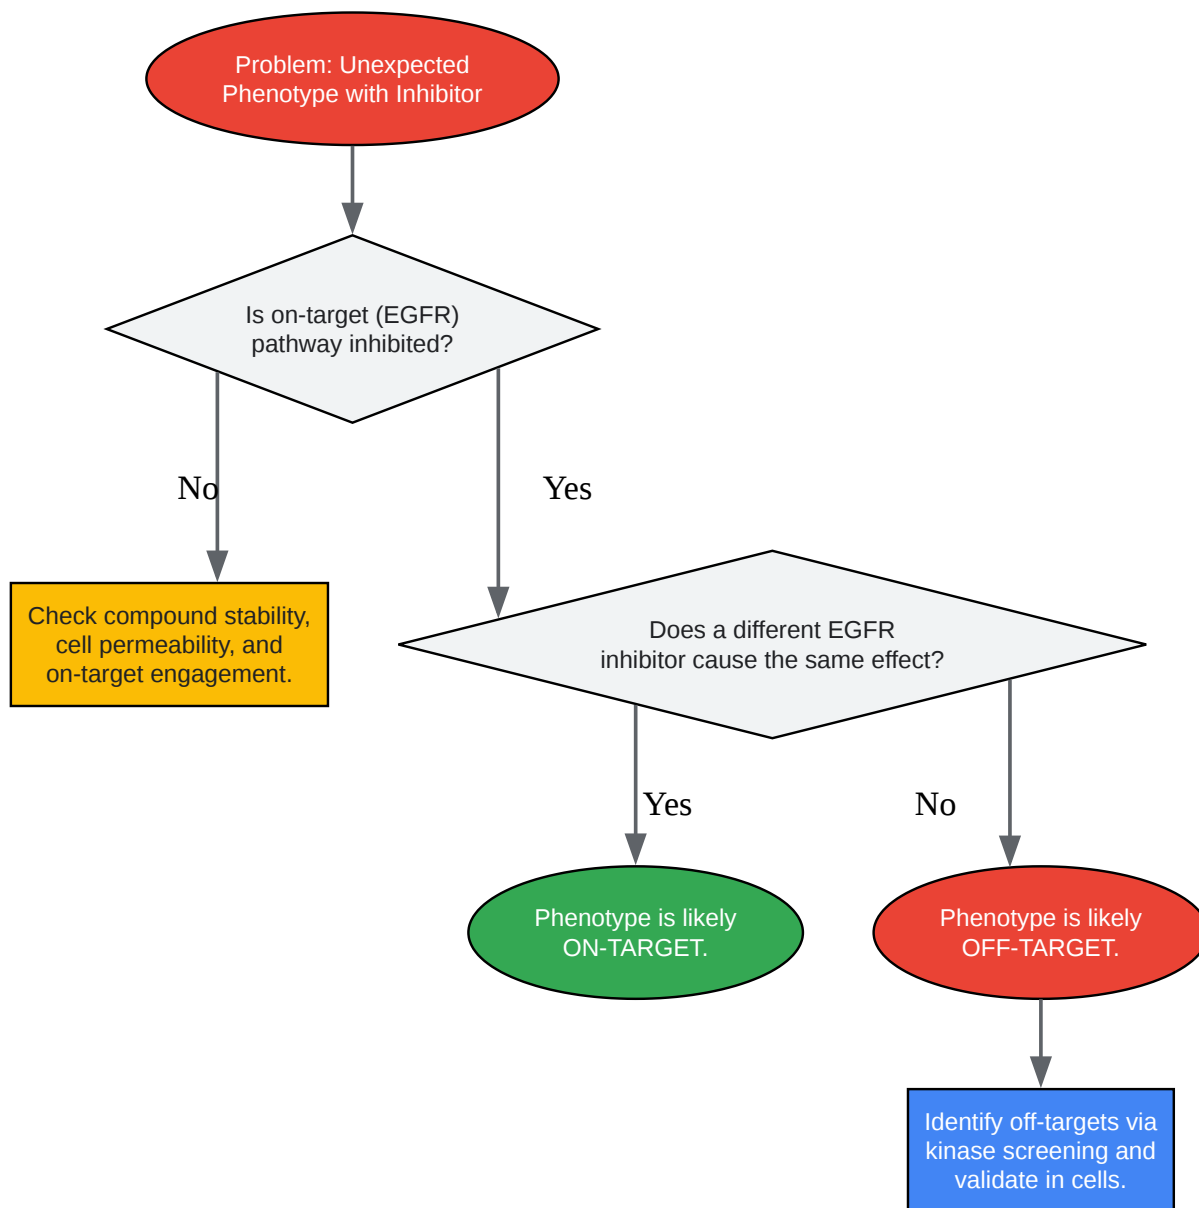 Problem: Unexpected
Phenotype with Inhibitor
Is on-target (EGFR)
pathway inhibited?
No
Yes
Check compound stability,
cell permeability, and
on-target engagement.
Does a different EGFR
inhibitor cause the same effect?
Yes
No
Phenotype is likely
ON-TARGET.
Phenotype is likely
OFF-TARGET.
Identify off-targets via
kinase screening and
validate in cells.